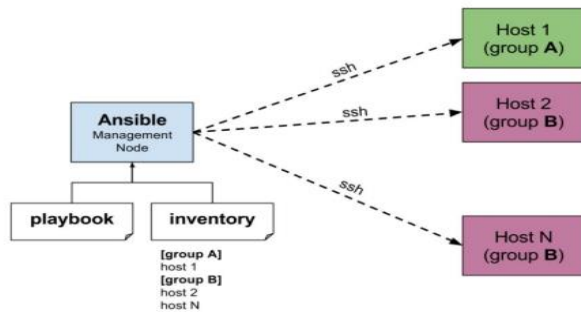 Host 1
(group A)
ssh
Host 2
(group B)
ssh
Ansible
Management
Node
ssh
playbook
inventory
Host N
(group B)
[group A]
host 1
[group B]
host 2
host N